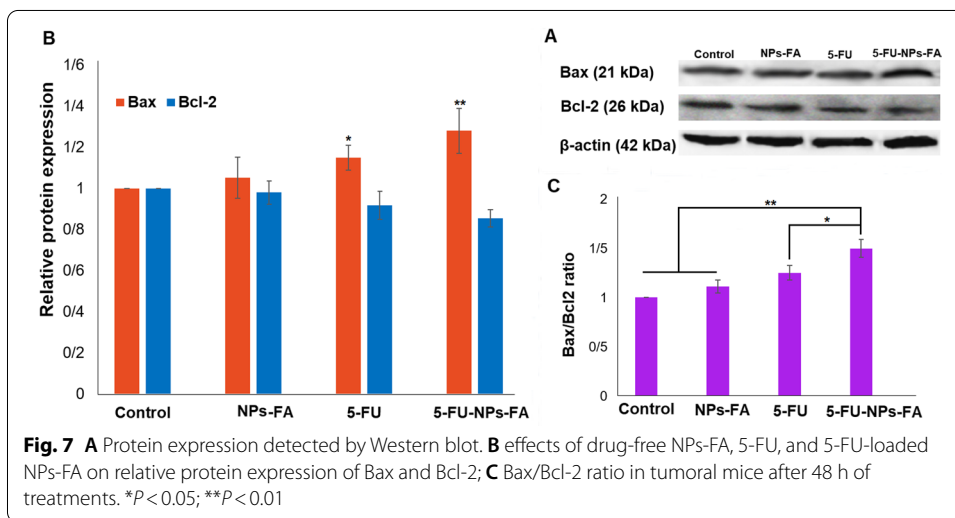 B
1/6
1/4
1/2
1
0/8
0/6
0/4
0/2
0
Relative protein expression
Bax Bcl-2
*
**
Control NPs-FA 5-FU 5-FU-NPs-FA
A
Control NPs-FA 5-FU 5-FU-NPs-FA
Bax (21 kDa)
Bcl-2 (26 kDa)
β-actin (42 kDa)
C
2
1/5
1
0/5
0
Bax/Bcl2 ratio
**
*
Control NPs-FA 5-FU 5-FU-NPs-FA
Fig. 7 A Protein expression detected by Western blot. B effects of drug-free NPs-FA, 5-FU, and 5-FU-loaded
NPs-FA on relative protein expression of Bax and Bcl-2; C Bax/Bcl-2 ratio in tumoral mice after 48 h of
treatments. *P < 0.05; **P < 0.01